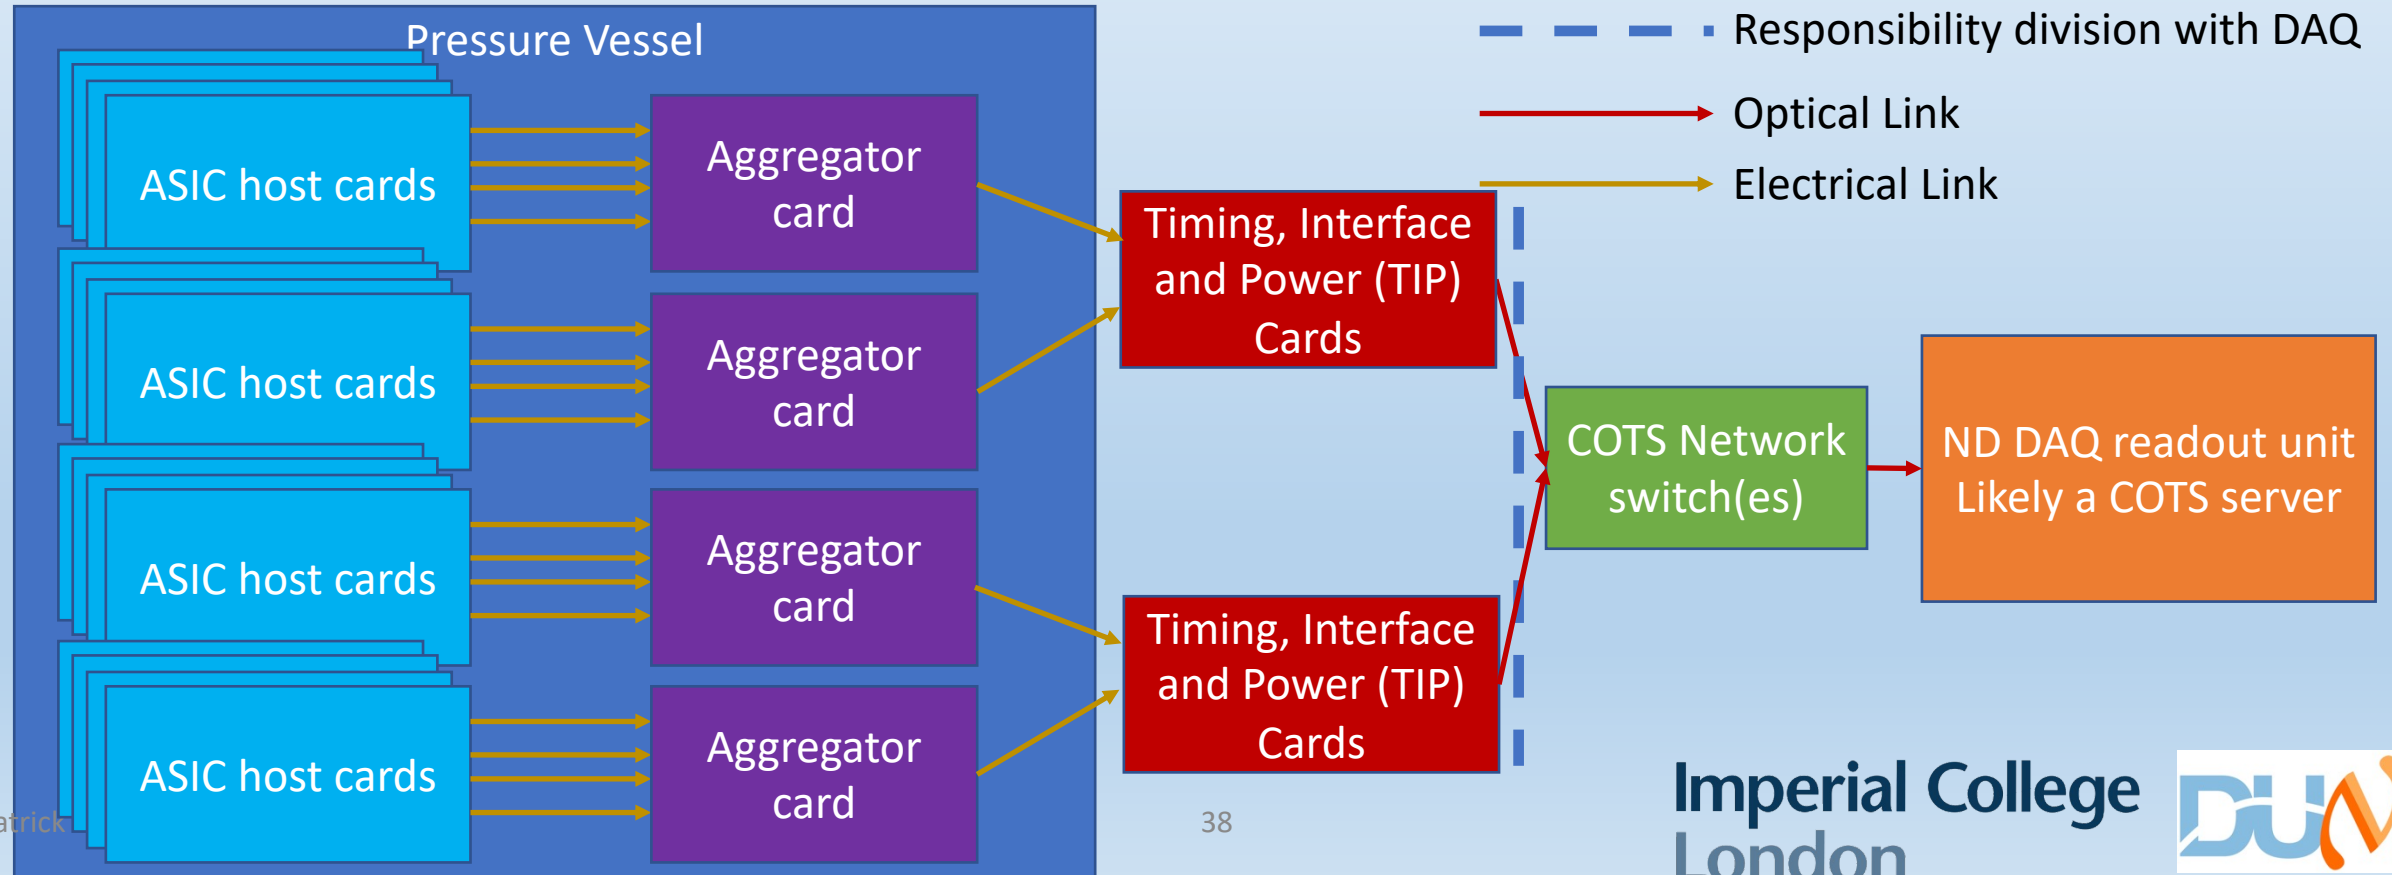 Pressure Vessel
Responsibility division with DAQ
Optical Link
Electrical Link
ASIC host cards
Aggregator
card
ASIC host cards
Aggregator
card
ASIC host cards
Aggregator
card
ASIC host cards
Aggregator
card
Timing, Interface
and Power (TIP)
Cards
Timing, Interface
and Power (TIP)
Cards
COTS Network
switch(es)
ND DAQ readout unit
Likely a COTS server
38
Imperial College
London